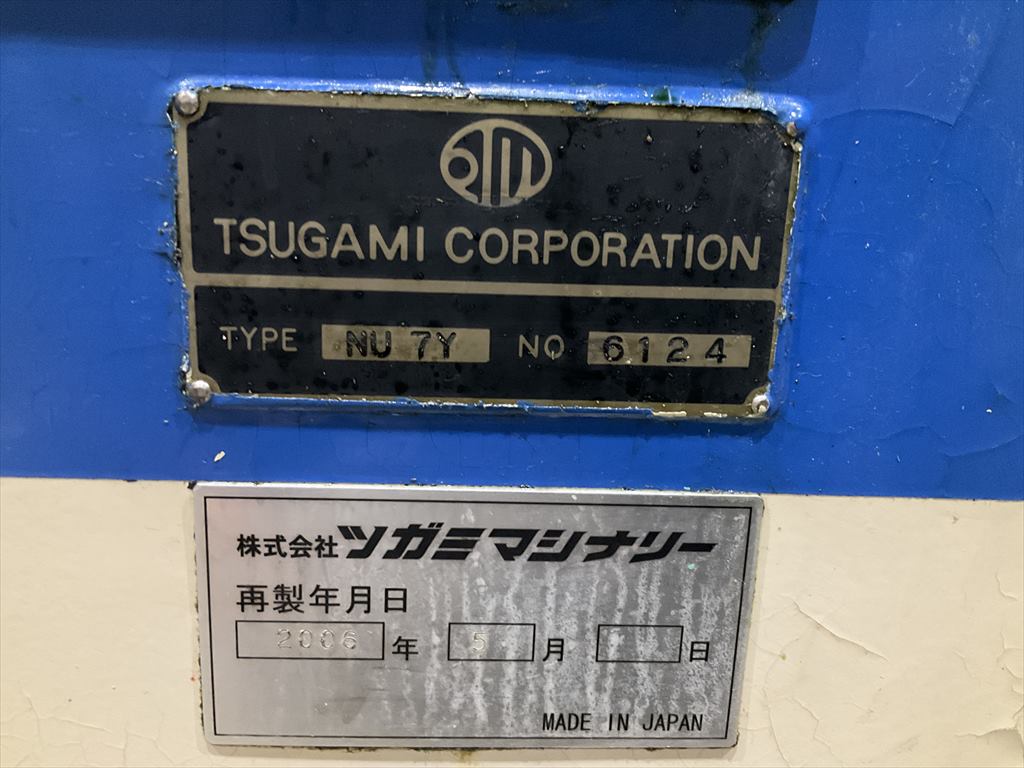 TSUGAMI CORPORATION
TYPE NU 7Y NO 6124
株式会社ツガミマシナリー
再製年月日
2006 年 5 月 日
MADE IN JAPAN